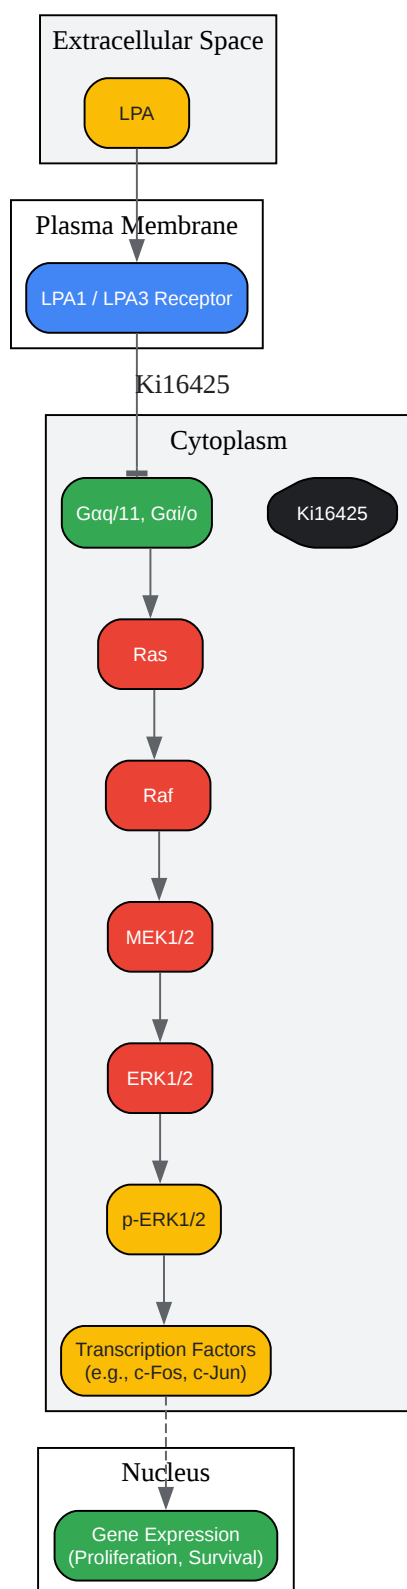 Extracellular Space
LPA
Plasma Membrane
LPA1 / LPA3 Receptor
Ki16425
Cytoplasm
Gαq/11, Gαi/o
Ki16425
Ras
Raf
MEK1/2
ERK1/2
p-ERK1/2
Transcription Factors
(e.g., c-Fos, c-Jun)
Nucleus
Gene Expression
(Proliferation, Survival)